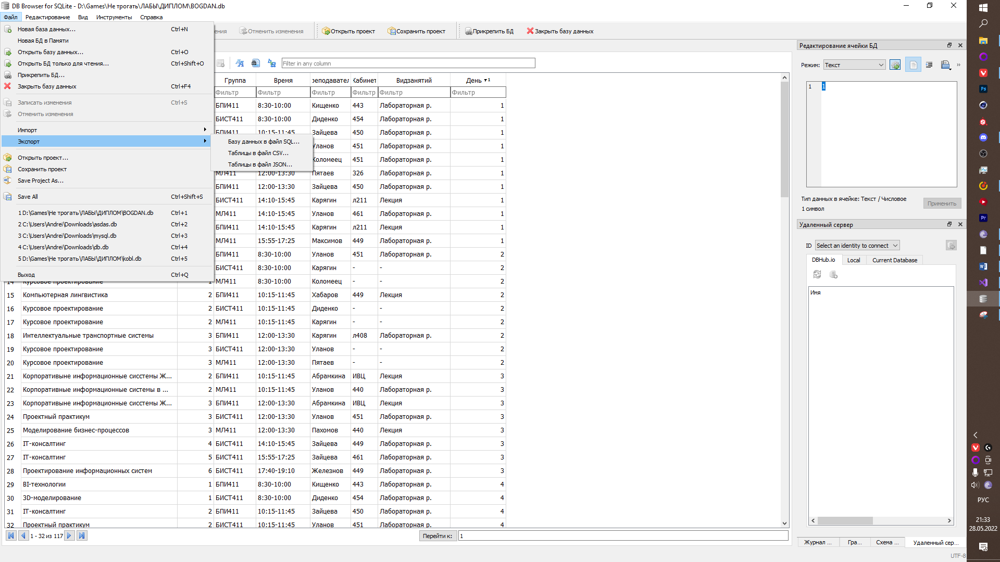 DB Browser for SQLite - D:\Games\Не трогать\ЛАБЫ\ДИПЛОМ\BOGDAN.db
Файл Редактирование Вид Инструменты Справка
Новая база данных... Ctrl+N
Новая БД в Памяти
Открыть базу данных... Ctrl+O
Открыть БД только для чтения... Ctrl+Shift+O
Прикрепить БД...
Закрыть базу данных Ctrl+F4
Записать изменения Ctrl+S
Отменить изменения
Импорт
Экспорт
Открыть проект...
Сохранить проект
Save Project As...
Save All Ctrl+Shift+S
1 D:\Games\Не трогать\ЛАБЫ\ДИПЛОМ\BOGDAN.db Ctrl+1
2 C:\Users\Andrei\Downloads\asdas.db Ctrl+2
3 C:\Users\Andrei\Downloads\mysql.db Ctrl+3
4 C:\Users\Andrei\Downloads\db.db Ctrl+4
5 D:\Games\Не трогать\ЛАБЫ\ДИПЛОМ\kobl.db Ctrl+5
Выход Ctrl+Q
Базу данных в файл SQL...
Таблицы в файл CSV...
Таблицы в файл JSON...
Отменить изменения Открыть проект Сохранить проект Прикрепить БД Закрыть базу данных
Filter in any column
Группа Время Кабинет Видзанятий День 1
Фильтр Фильтр Фильтр Фильтр Фильтр Фильтр
БПИ411 8:30-10:00 Кищенко 443 Лабораторная р. 1
БИСТ411 8:30-10:00 Диденко 454 Лабораторная р. 1
БПИ411 10:15-11:45 Зайцева 450 Лабораторная р. 1
Уланов 451 Лабораторная р. 1
Коломеец 451 Лабораторная р. 1
МЛ411 12:00-13:30 Пятаев 326 Лабораторная р. 1
БПИ411 12:00-13:30 Зайцева 450 Лабораторная р. 1
БИСТ411 14:10-15:45 Карягин л211 Лекция 1
МЛ411 14:10-15:45 Уланов 461 Лабораторная р. 1
БПИ411 14:10-15:45 Карягин л211 Лекция 1
МЛ411 15:55-17:25 Максимов 449 Лабораторная р. 1
БПИ411 8:30-10:00 Уланов 451 Лабораторная р. 2
БИСТ411 8:30-10:00 Карягин - - 2
14 Курсовое проектирование 1 МЛ411 8:30-10:00 Коломеец - - 2
15 Компьютерная лингвистика 2 БПИ411 10:15-11:45 Хабаров 449 Лекция 2
16 Курсовое проектирование 2 БИСТ411 10:15-11:45 Диденко - - 2
17 Курсовое проектирование 2 МЛ411 10:15-11:45 Карягин - - 2
18 Интеллектуальные транспортные системы 3 БПИ411 12:00-13:30 Карягин л408 Лабораторная р. 2
19 Курсовое проектирование 3 БИСТ411 12:00-13:30 Уланов - - 2
20 Курсовое проектирование 3 МЛ411 12:00-13:30 Пятаев - - 2
21 Корпоративыне информационные сисстемы Ж... 2 БПИ411 10:15-11:45 Абрамкина ИВЦ Лекция 3
22 Корпоративные информационные системы в ... 2 МЛ411 10:15-11:45 Уланов 440 Лабораторная р. 3
23 Корпоративыне информационные сисстемы Ж... 3 БПИ411 12:00-13:30 Абрамкина ИВЦ Лекция 3
24 Проектный практикум 3 БИСТ411 12:00-13:30 Уланов 451 Лабораторная р. 3
25 Моделирование бизнес-процессов 3 МЛ411 12:00-13:30 Пахомов 440 Лекция 3
26 IT-консалтинг 4 БИСТ411 14:10-15:45 Зайцева 449 Лабораторная р. 3
27 IT-консалтинг 5 БИСТ411 15:55-17:25 Зайцева 461 Лабораторная р. 3
28 Проектирование информационных систем 6 БИСТ411 17:40-19:10 Железнов 449 Лабораторная р. 3
29 BI-технологии 1 БПИ411 8:30-10:00 Кищенко 443 Лабораторная р. 4
30 3D-моделирование 1 БИСТ411 8:30-10:00 Диденко 454 Лабораторная р. 4
31 IT-консалтинг 2 БПИ411 10:15-11:45 Зайцева 450 Лабораторная р. 4
32 Проектный практикум 2 БИСТ411 10:15-11:45 Уланов 451 Лабораторная р. 4
1 - 32 из 117 Перейти к: 1
Редактирование ячейки БД
Режим: Текст
1 1
Тип данных в ячейке: Текст / Числовое
1 символ
Применить
Удаленный сервер
ID Select an identity to connect
DBHub.io Local Current Database
Имя
Журнал ... Гра... Схема ... Удаленный сер...
UTF-8
Ps
Pr
РУС
21:33
28.05.2022